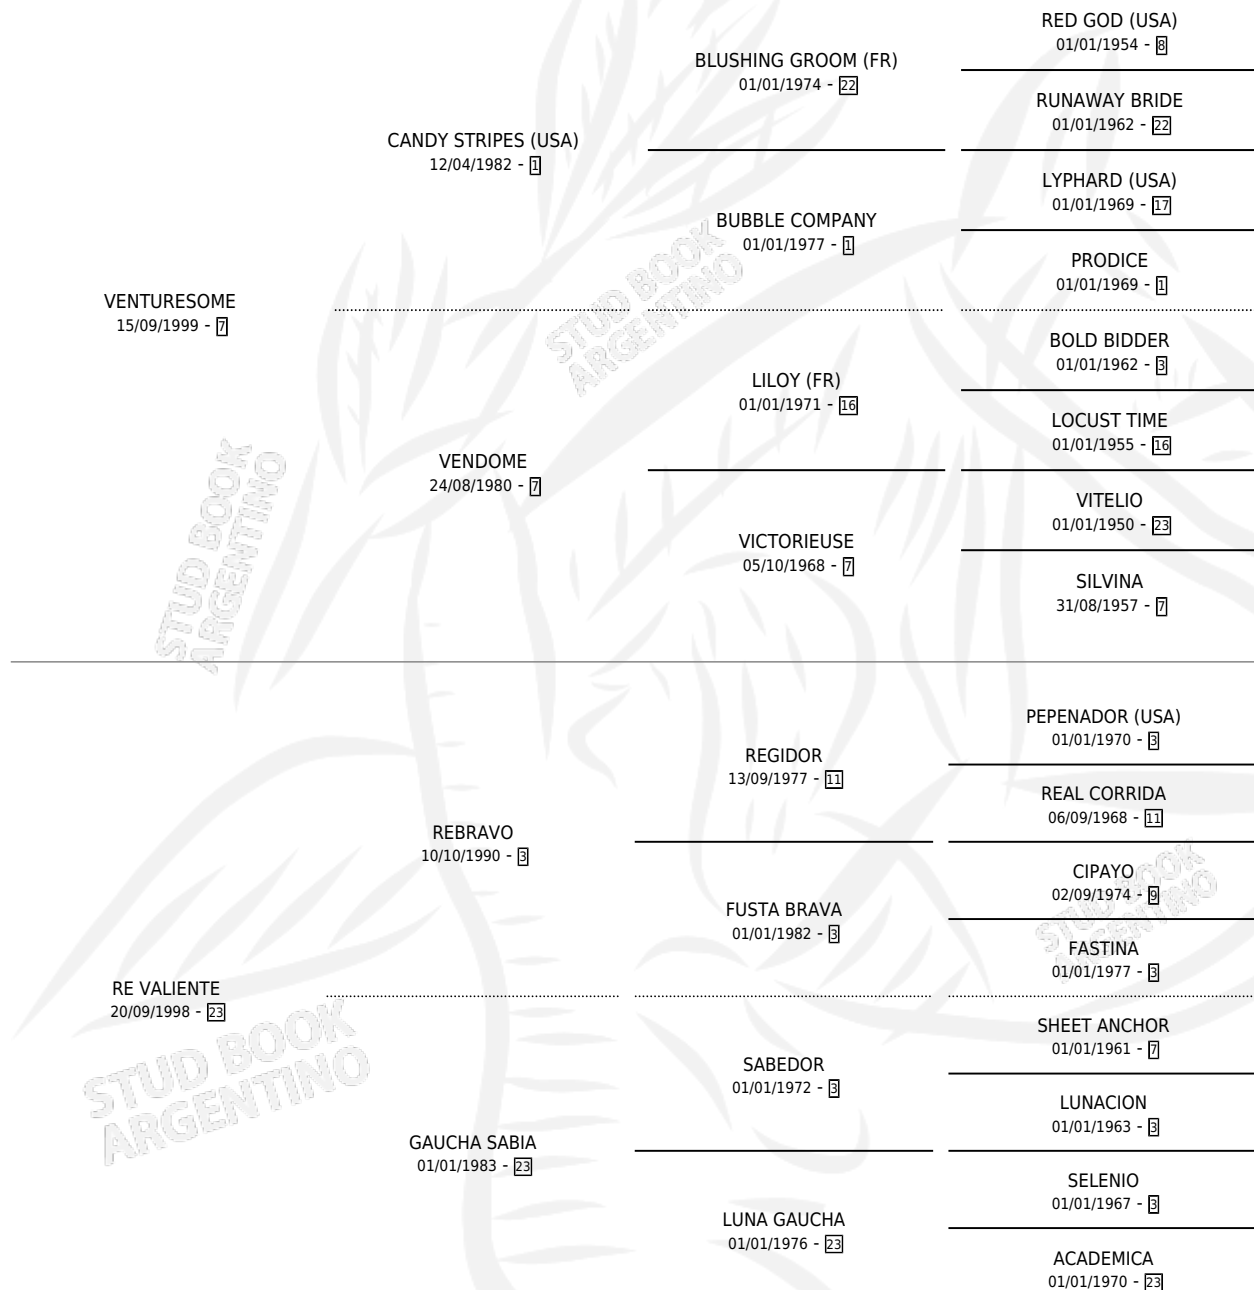 RED GOD (USA)
01/01/1954 - 8
BLUSHING GROOM (FR)
01/01/1974 - 22
RUNAWAY BRIDE
01/01/1962 - 22
CANDY STRIPES (USA)
12/04/1982 - 1
LYPHARD (USA)
01/01/1969 - 17
BUBBLE COMPANY
01/01/1977 - 1
PRODICE
01/01/1969 - 1
VENTURESOME
15/09/1999 - 7
BOLD BIDDER
01/01/1962 - 3
LILOY (FR)
01/01/1971 - 16
LOCUST TIME
01/01/1955 - 16
VENDOME
24/08/1980 - 7
VITELIO
01/01/1950 - 23
VICTORIEUSE
05/10/1968 - 7
SILVINA
31/08/1957 - 7
PEPENADOR (USA)
01/01/1970 - 3
REGIDOR
13/09/1977 - 11
REAL CORRIDA
06/09/1968 - 11
REBRAVO
10/10/1990 - 3
CIPAYO
02/09/1974 - 9
FUSTA BRAVA
01/01/1982 - 3
FASTINA
01/01/1977 - 3
RE VALIENTE
20/09/1998 - 23
SHEET ANCHOR
01/01/1961 - 7
SABEDOR
01/01/1972 - 3
LUNACION
01/01/1963 - 3
GAUCHA SABIA
01/01/1983 - 23
SELENIO
01/01/1967 - 3
LUNA GAUCHA
01/01/1976 - 23
ACADEMICA
01/01/1970 - 23
STUD BOOK
ARGENTINO
STUD BOOK
ARGENTINO
STUD BOOK
ARGENTINO
STUD BOOK
ARGENTINO